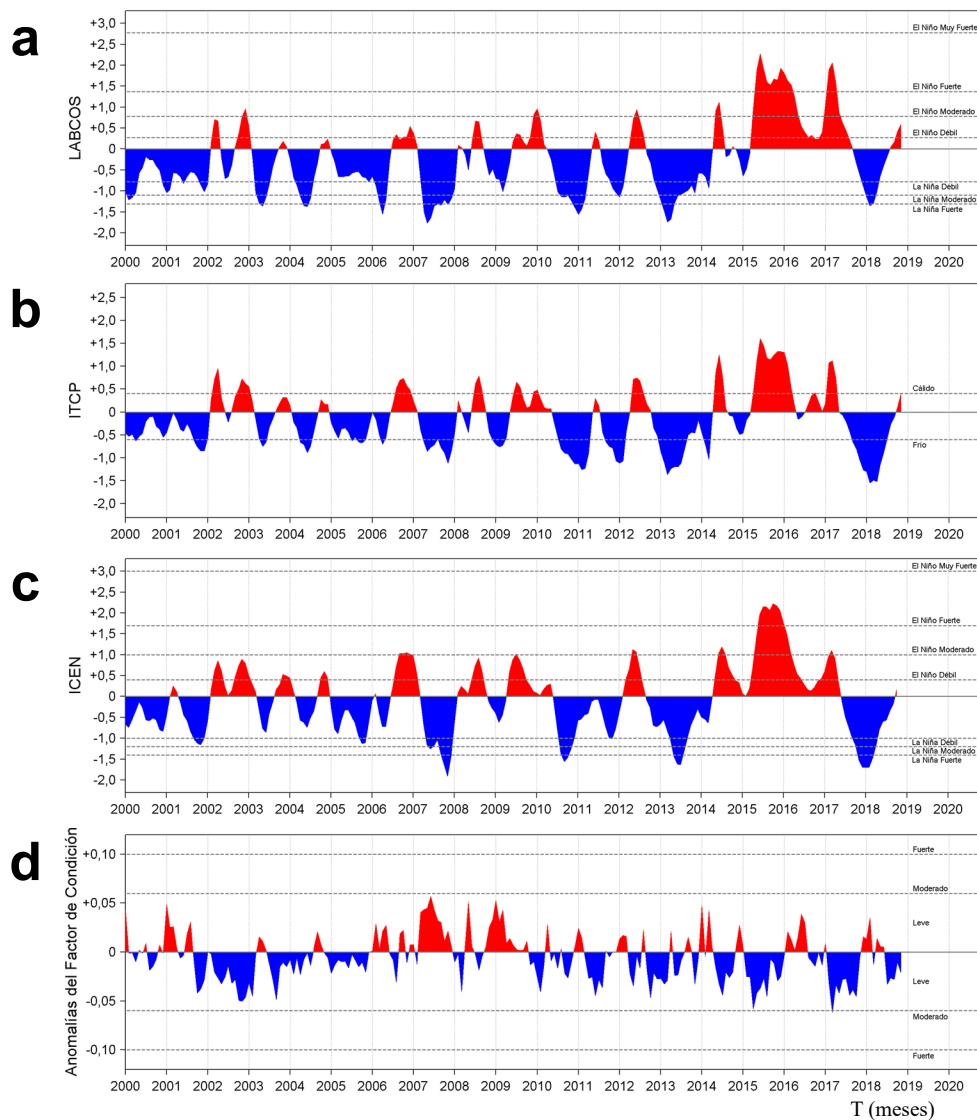 a
LABCOS
+3,0
+2,5
+2,0
+1,5
+1,0
+0,5
0
-0,5
-1,0
-1,5
-2,0
El Niño Muy Fuerte
El Niño Fuerte
El Niño Moderado
El Niño Débil
La Niña Débil
La Niña Moderado
La Niña Fuerte
2000 2001 2002 2003 2004 2005 2006 2007 2008 2009 2010 2011 2012 2013 2014 2015 2016 2017 2018 2019 2020
b
ITCP
+2,5
+2,0
+1,5
+1,0
+0,5
0
-0,5
-1,0
-1,5
-2,0
Cálido
Frío
2000 2001 2002 2003 2004 2005 2006 2007 2008 2009 2010 2011 2012 2013 2014 2015 2016 2017 2018 2019 2020
c
ICEN
+3,0
+2,5
+2,0
+1,5
+1,0
+0,5
0
-0,5
-1,0
-1,5
-2,0
El Niño Muy Fuerte
El Niño Fuerte
El Niño Moderado
El Niño Débil
La Niña Débil
La Niña Moderado
La Niña Fuerte
2000 2001 2002 2003 2004 2005 2006 2007 2008 2009 2010 2011 2012 2013 2014 2015 2016 2017 2018 2019 2020
d
Anomalías del Factor de Condición
+0,10
+0,05
0
-0,05
-0,10
Fuerte
Moderado
Leve
Leve
Moderado
Fuerte
2000 2001 2002 2003 2004 2005 2006 2007 2008 2009 2010 2011 2012 2013 2014 2015 2016 2017 2018 2019 2020
T (meses)